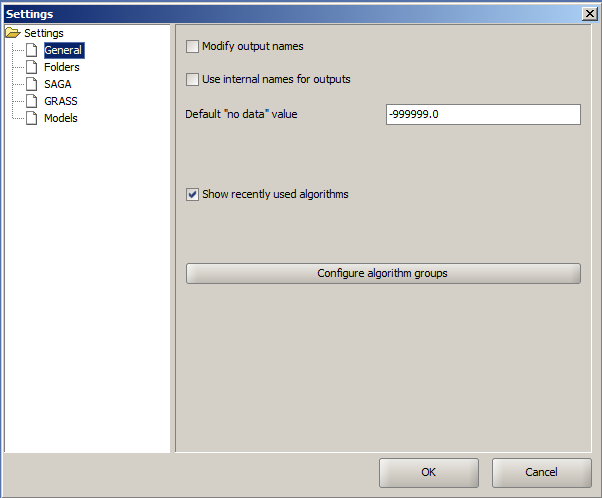 Settings
Settings
General
Folders
SAGA
GRASS
Models
Modify output names
Use internal names for outputs
Default "no data" value
-999999.0
Show recently used algorithms
Configure algorithm groups
OK
Cancel